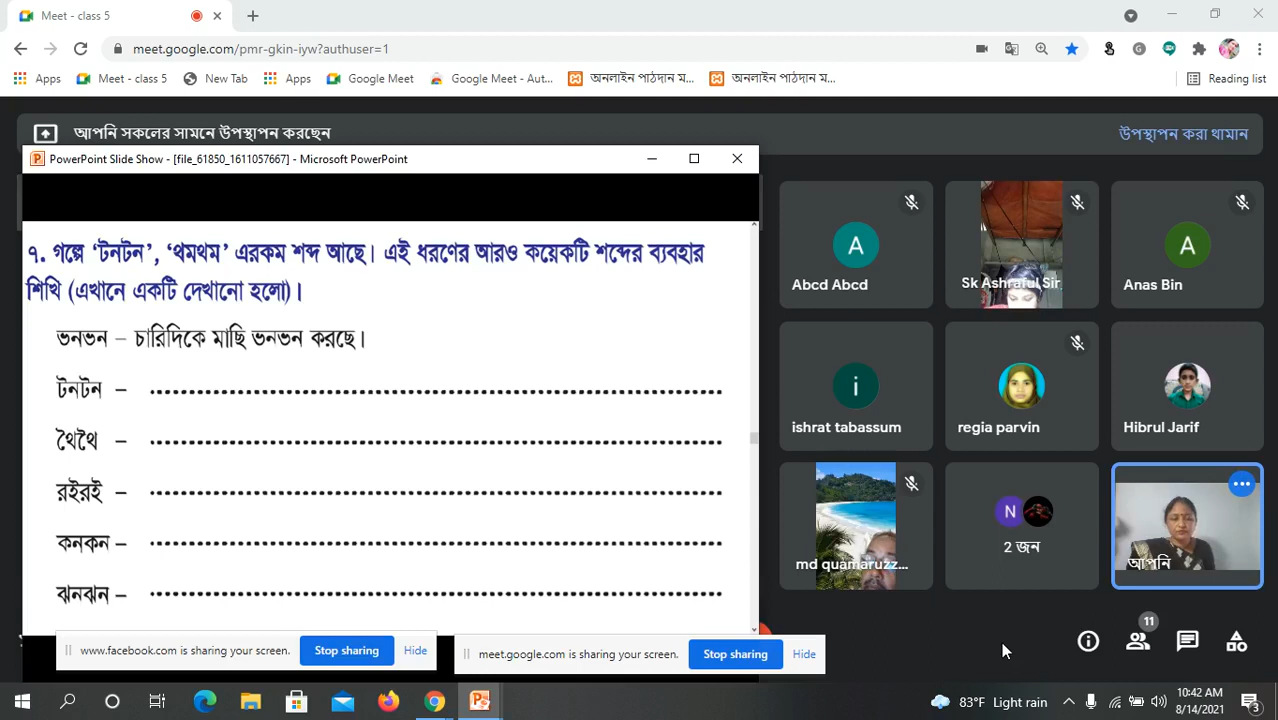 Meet - class 5
meet.google.com/pmr-gkin-iyw?authuser=1
Apps Meet - class 5 New Tab Apps Google Meet Google Meet - Aut... অনলাইন পাঠদান ম... অনলাইন পাঠদান ম... Reading list
আপনি সকলের সামনে উপস্থাপন করছেন উপস্থাপন করা থামান
PowerPoint Slide Show - [file_61850_1611057667] - Microsoft PowerPoint
৭. গল্পে ‘টনটন’, ‘থমথম’ এরকম শব্দ আছে। এই ধরণের আরও কয়েকটি শব্দের ব্যবহার
শিখি (এখানে একটি দেখানো হলো)।
ভনভন – চারিদিকে মাছি ভনভন করছে।
টনটন – ................................................................
থৈথৈ – ................................................................
রইরই – ................................................................
কনকন – ................................................................
ঝনঝন – ................................................................
A
Abcd Abcd
Sk Ashraful Sir
A
Anas Bin
i
ishrat tabassum
regia parvin
Hibrul Jarif
md quamaruzz...
N
2 জন
আপনি
www.facebook.com is sharing your screen. Stop sharing Hide
meet.google.com is sharing your screen. Stop sharing Hide
11
83°F Light rain
10:42 AM
8/14/2021
3